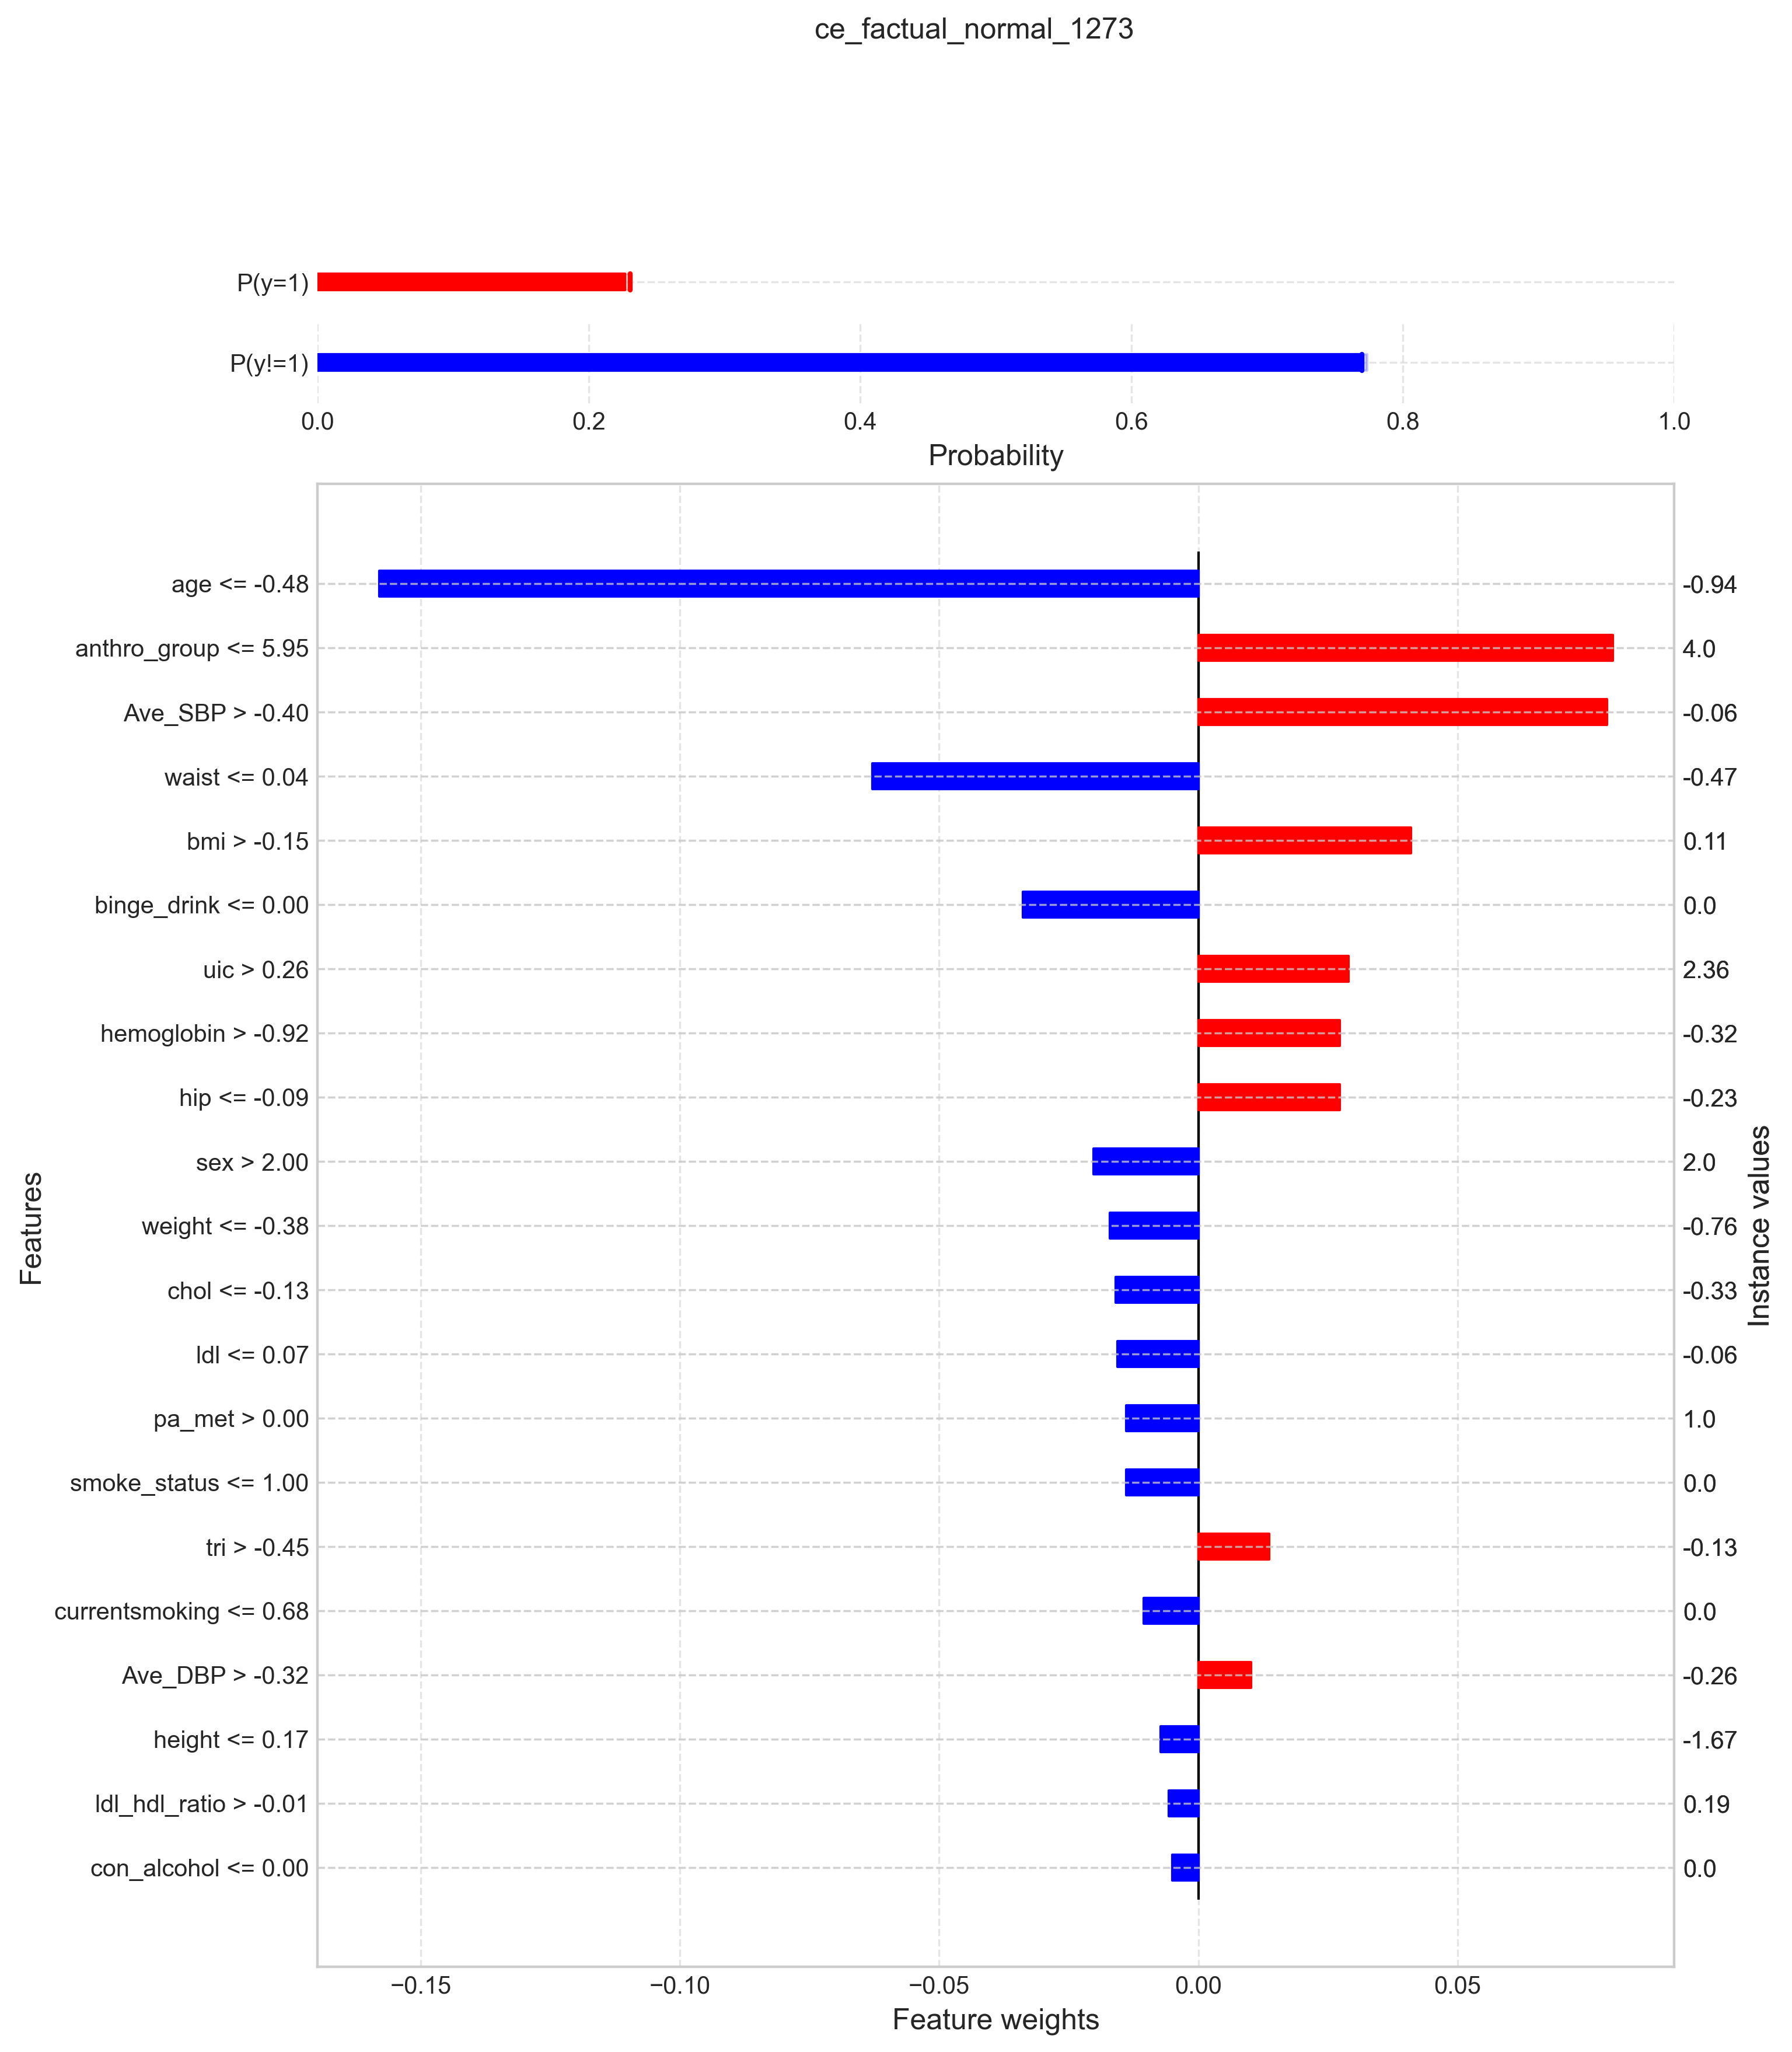 ce_factual_normal_1273
P(y=1)
P(y!=1)
0.0 0.2 0.4 0.6 0.8 1.0
Probability
age <= -0.48 -0.94
anthro_group <= 5.95 4.0
Ave_SBP > -0.40 -0.06
waist <= 0.04 -0.47
bmi > -0.15 0.11
binge_drink <= 0.00 0.0
uic > 0.26 2.36
hemoglobin > -0.92 -0.32
hip <= -0.09 -0.23
sex > 2.00 2.0
weight <= -0.38 -0.76
chol <= -0.13 -0.33
ldl <= 0.07 -0.06
pa_met > 0.00 1.0
smoke_status <= 1.00 0.0
tri > -0.45 -0.13
currentsmoking <= 0.68 0.0
Ave_DBP > -0.32 -0.26
height <= 0.17 -1.67
ldl_hdl_ratio > -0.01 0.19
con_alcohol <= 0.00 0.0
Features
Instance values
−0.15 −0.10 −0.05 0.00 0.05
Feature weights